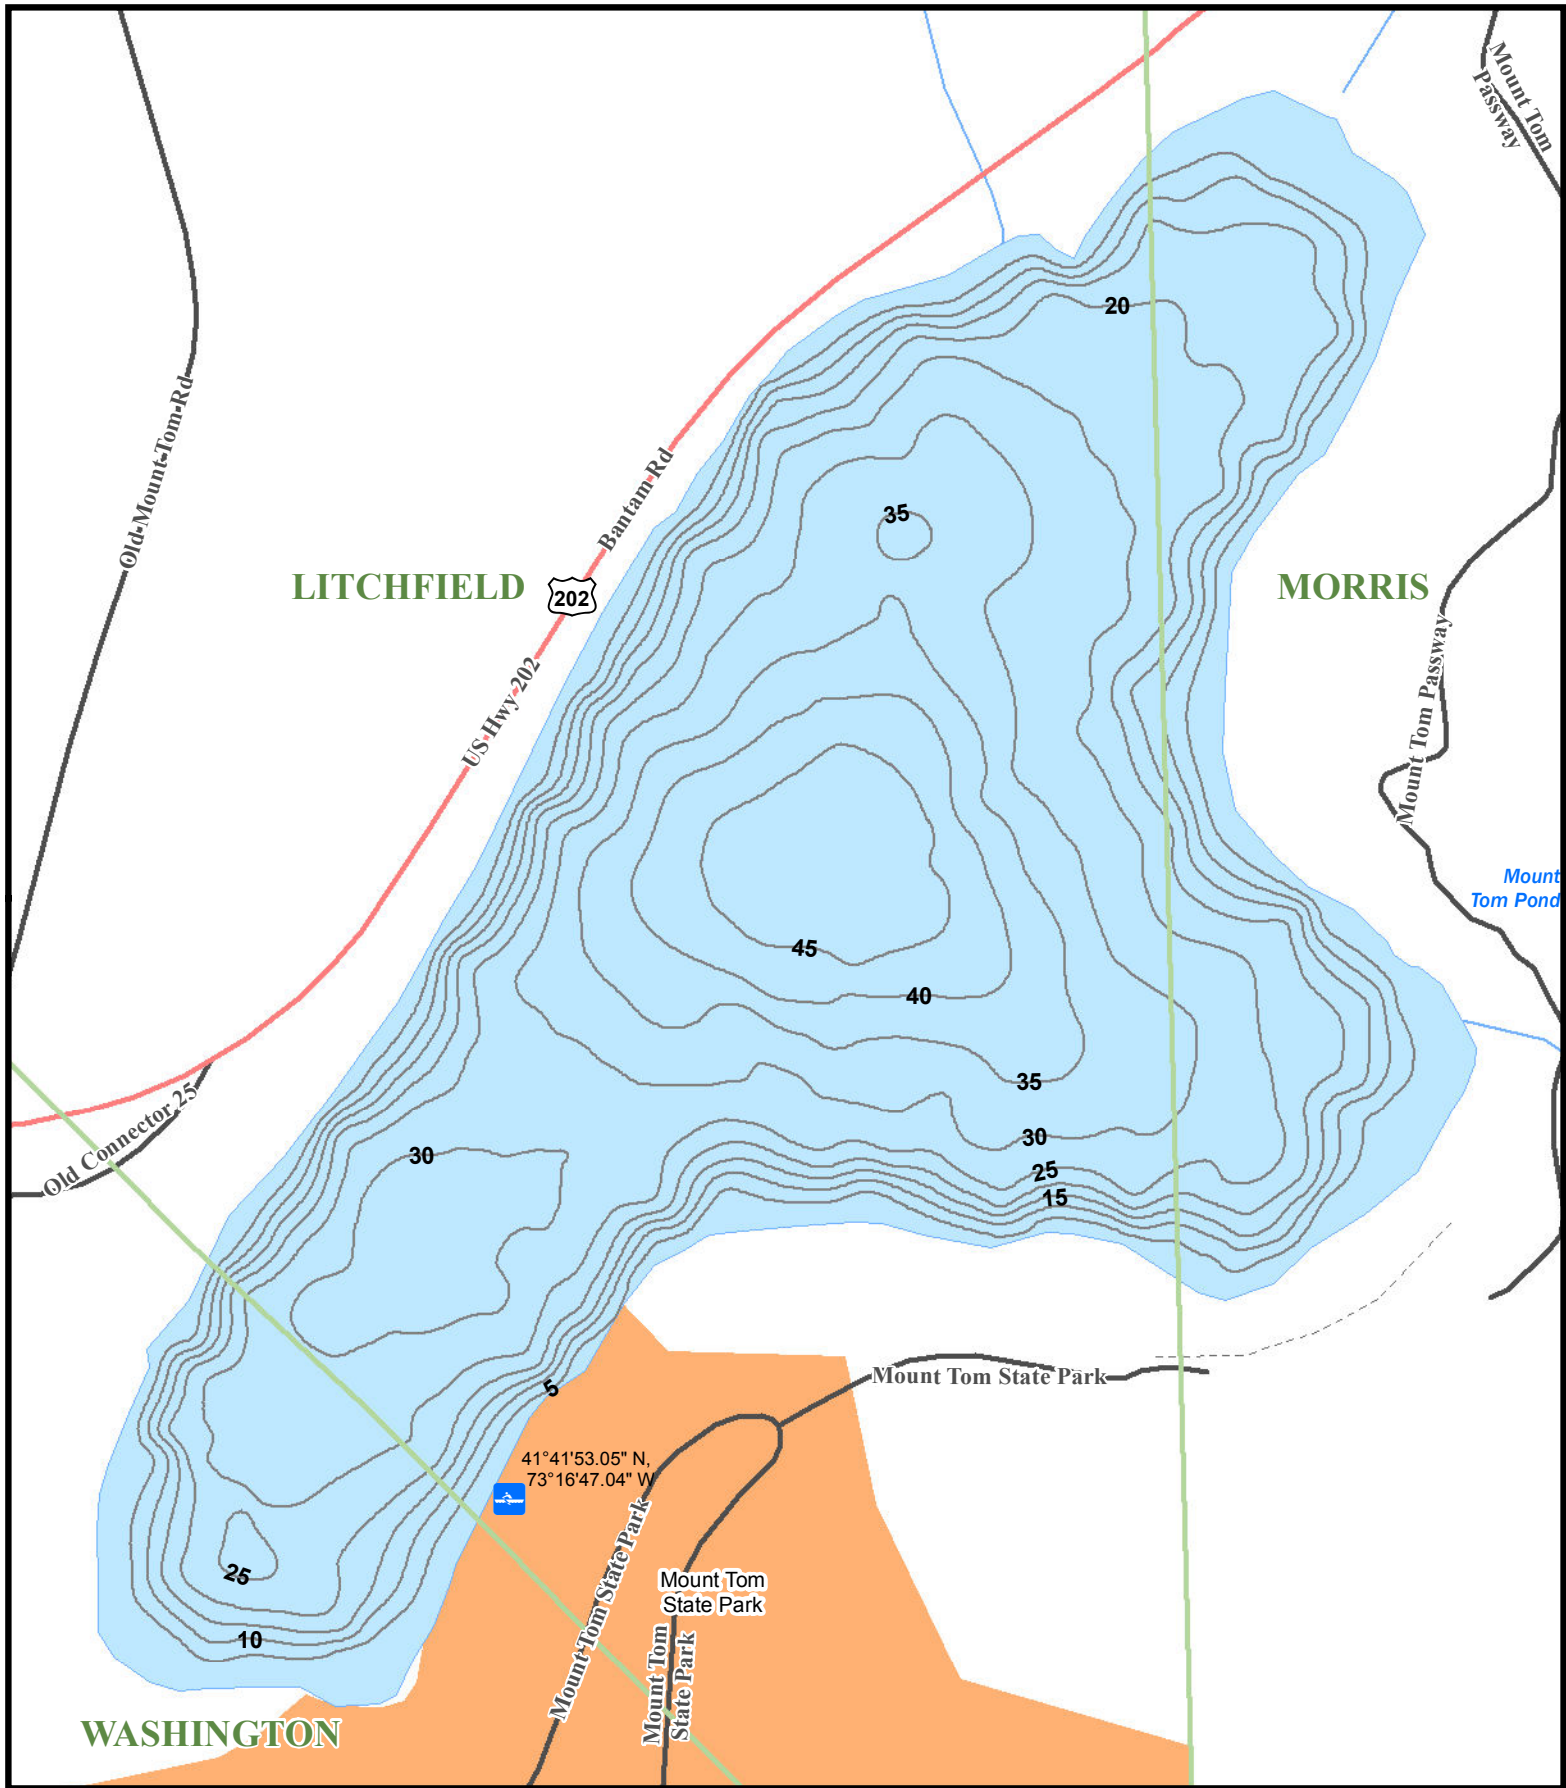 Mount Tom
Passway
20
Old Mount Tom Rd
Bantam Rd
35
LITCHFIELD
202
MORRIS
US Hwy 202
Mount Tom Passway
Mount
Tom Pond
45
40
35
Old Connector 25
30
30
25
15
Mount Tom State Park
5
41°41'53.05" N,
73°16'47.04" W
Mount Tom State Park
25
Mount Tom
State Park
Mount Tom
State Park
10
WASHINGTON